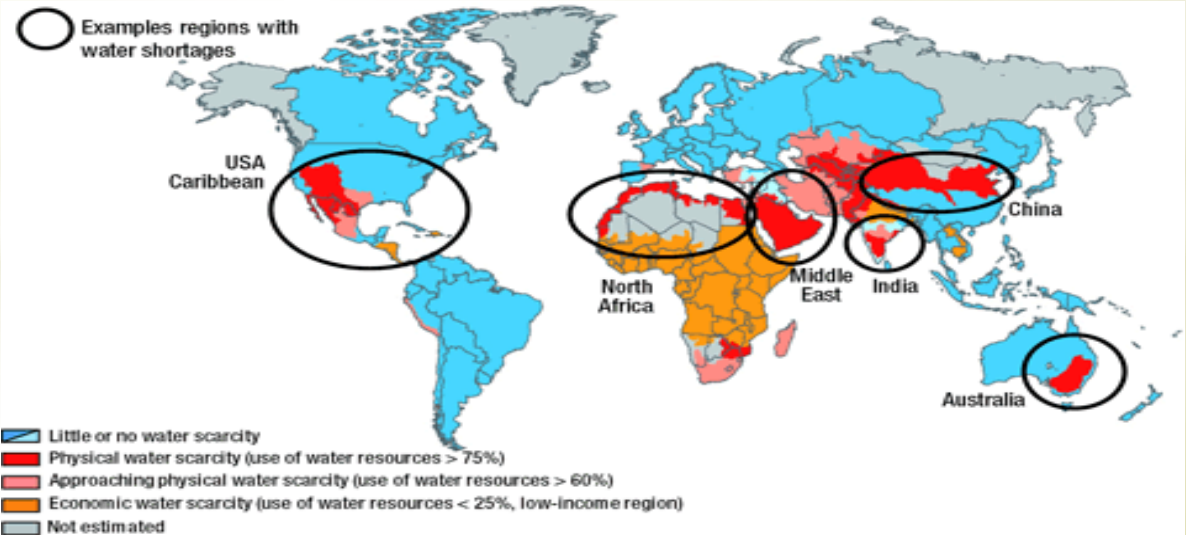 Examples regions with
water shortages
USA
Caribbean
North
Africa
Middle
East
India
China
Australia
Little or no water scarcity
Physical water scarcity (use of water resources > 75%)
Approaching physical water scarcity (use of water resources > 60%)
Economic water scarcity (use of water resources < 25%, low-income region)
Not estimated